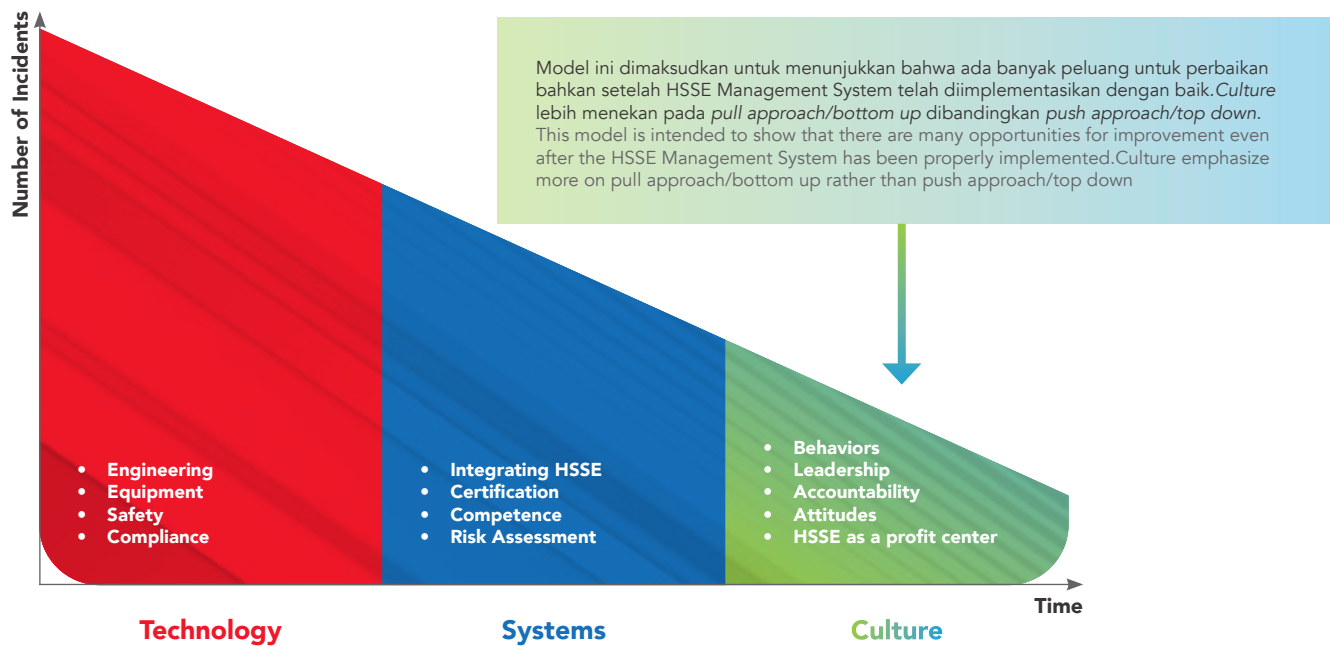 Number of Incidents
Model ini dimaksudkan untuk menunjukkan bahwa ada banyak peluang untuk perbaikan
bahkan setelah HSSE Management System telah diimplementasikan dengan baik.Culture
lebih menekan pada pull approach/bottom up dibandingkan push approach/top down.
This model is intended to show that there are many opportunities for improvement even
after the HSSE Management System has been properly implemented.Culture emphasize
more on pull approach/bottom up rather than push approach/top down
• Engineering
• Equipment
• Safety
• Compliance
• Integrating HSSE
• Certification
• Competence
• Risk Assessment
• Behaviors
• Leadership
• Accountability
• Attitudes
• HSSE as a profit center
Time
Technology
Systems
Culture